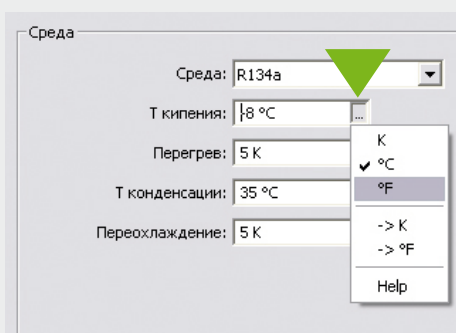 Среда
Среда: R134a
Т кипения: -8 °C ...
Перегрев: 5 K
Т конденсации: 35 °C
Переохлаждение: 5 K
K
°C
°F
-> K
-> °F
Help